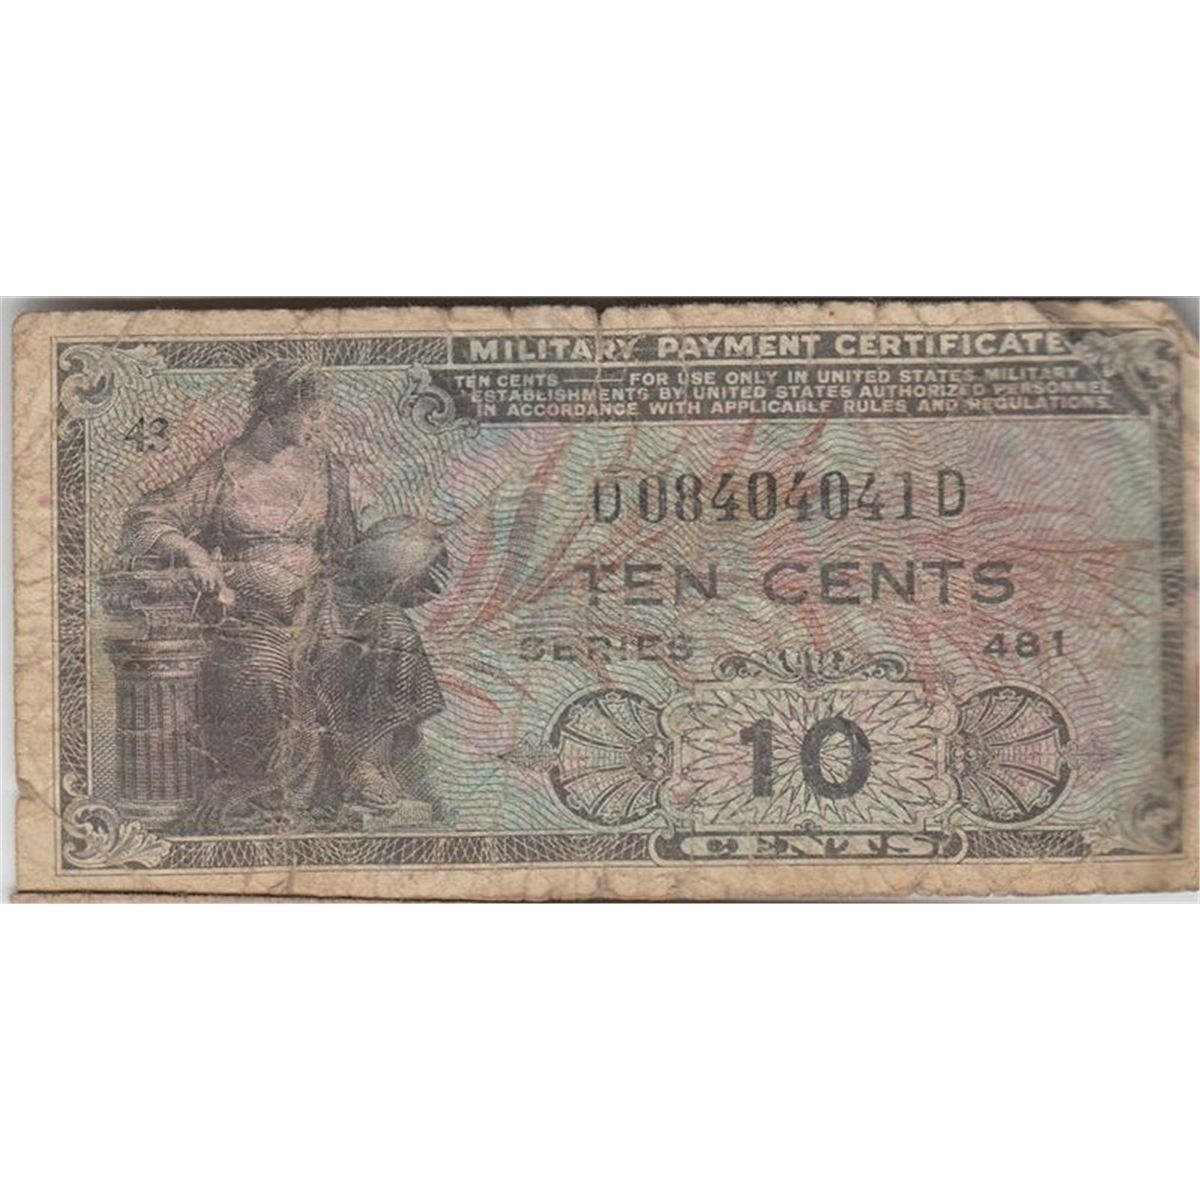 MILITARY PAYMENT CERTIFICATE
TEN CENTS — FOR USE ONLY IN UNITED STATES MILITARY
ESTABLISHMENTS BY UNITED STATES AUTHORIZED PERSONNEL
IN ACCORDANCE WITH APPLICABLE RULES AND REGULATIONS.
43
D08404041D
TEN CENTS
SERIES 481
10
CENTS